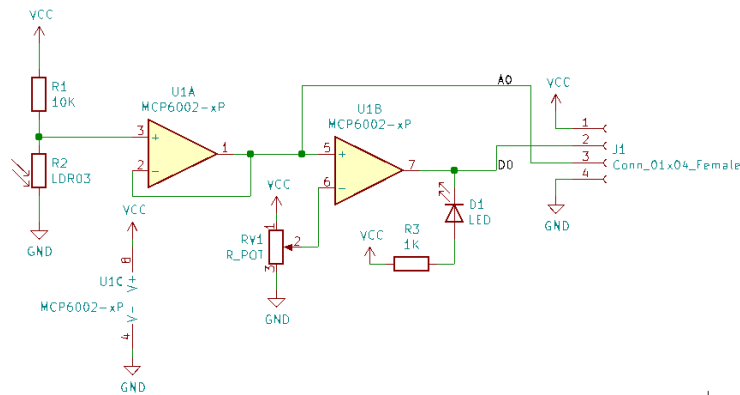 VCC
R1
10K
R2
LDR03
GND
3
+
2
-
1
U1A
MCP6002-xP
VCC
8
V+
U1C
MCP6002-xP
V-
4
GND
VCC
1
RV1
R_POT
2
3
GND
U1B
MCP6002-xP
5
+
6
-
7
A0
D0
D1
LED
VCC
R3
1K
VCC
1
2
3
4
J1
Conn_01x04_Female
GND